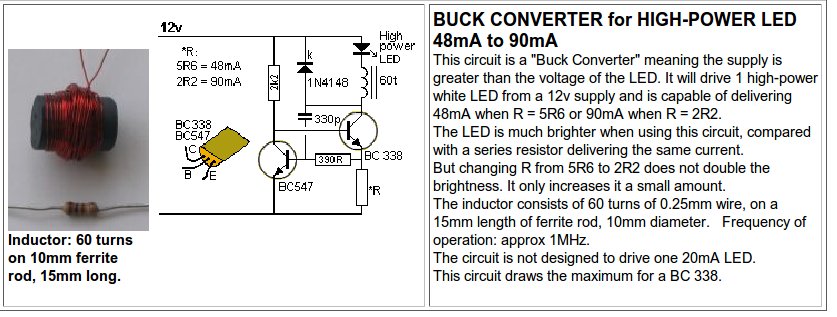 12v
*R:
5R6 = 48mA
2R2 = 90mA
2k2
k
1N4148
High
power
LED
60t
330p
BC338
BC547
C
B
E
390R
BC 338
BC547
*R
Inductor: 60 turns
on 10mm ferrite
rod, 15mm long.
BUCK CONVERTER for HIGH-POWER LED
48mA to 90mA
This circuit is a "Buck Converter" meaning the supply is
greater than the voltage of the LED. It will drive 1 high-power
white LED from a 12v supply and is capable of delivering
48mA when R = 5R6 or 90mA when R = 2R2.
The LED is much brighter when using this circuit, compared
with a series resistor delivering the same current.
But changing R from 5R6 to 2R2 does not double the
brightness. It only increases it a small amount.
The inductor consists of 60 turns of 0.25mm wire, on a
15mm length of ferrite rod, 10mm diameter. Frequency of
operation: approx 1MHz.
The circuit is not designed to drive one 20mA LED.
This circuit draws the maximum for a BC 338.